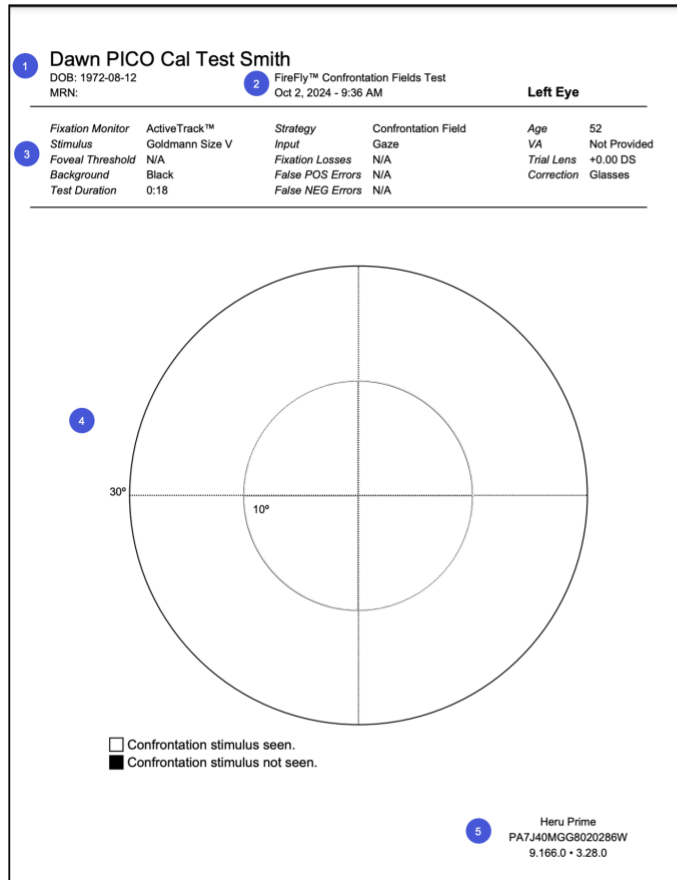 1
Dawn PICO Cal Test Smith
DOB: 1972-08-12
MRN:
2
FireFly™ Confrontation Fields Test
Oct 2, 2024 - 9:36 AM
Left Eye
3
Fixation Monitor ActiveTrack™ Strategy Confrontation Field Age 52
Stimulus Goldmann Size V Input Gaze VA Not Provided
Foveal Threshold N/A Fixation Losses N/A Trial Lens +0.00 DS
Background Black False POS Errors N/A Correction Glasses
Test Duration 0:18 False NEG Errors N/A
4
30º
10º
Confrontation stimulus seen.
Confrontation stimulus not seen.
5
Heru Prime
PA7J40MGG8020286W
9.166.0 • 3.28.0